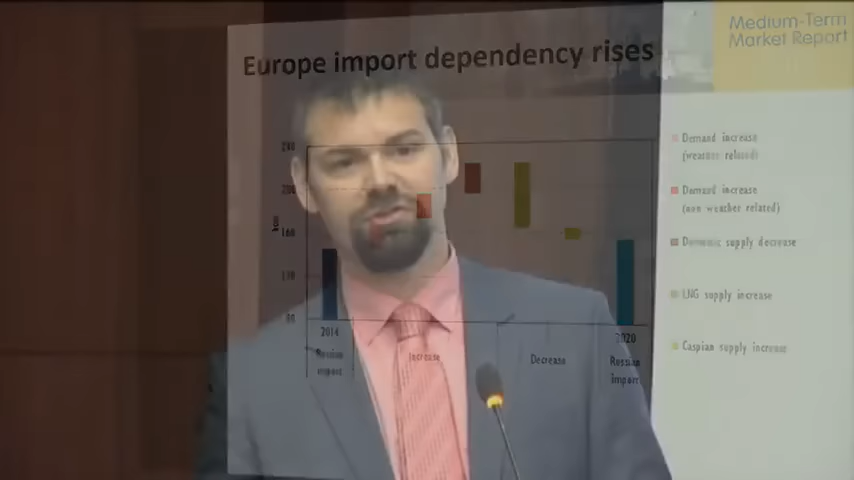 Europe import dependency rises
Medium-Term
Market Report
Demand increase
(weather related)
Demand increase
(non weather related)
Domestic supply decrease
LNG supply increase
Caspian supply increase
240
200
160
120
80
2014
Russian
import
Increase
Decrease
2020
Russian
import